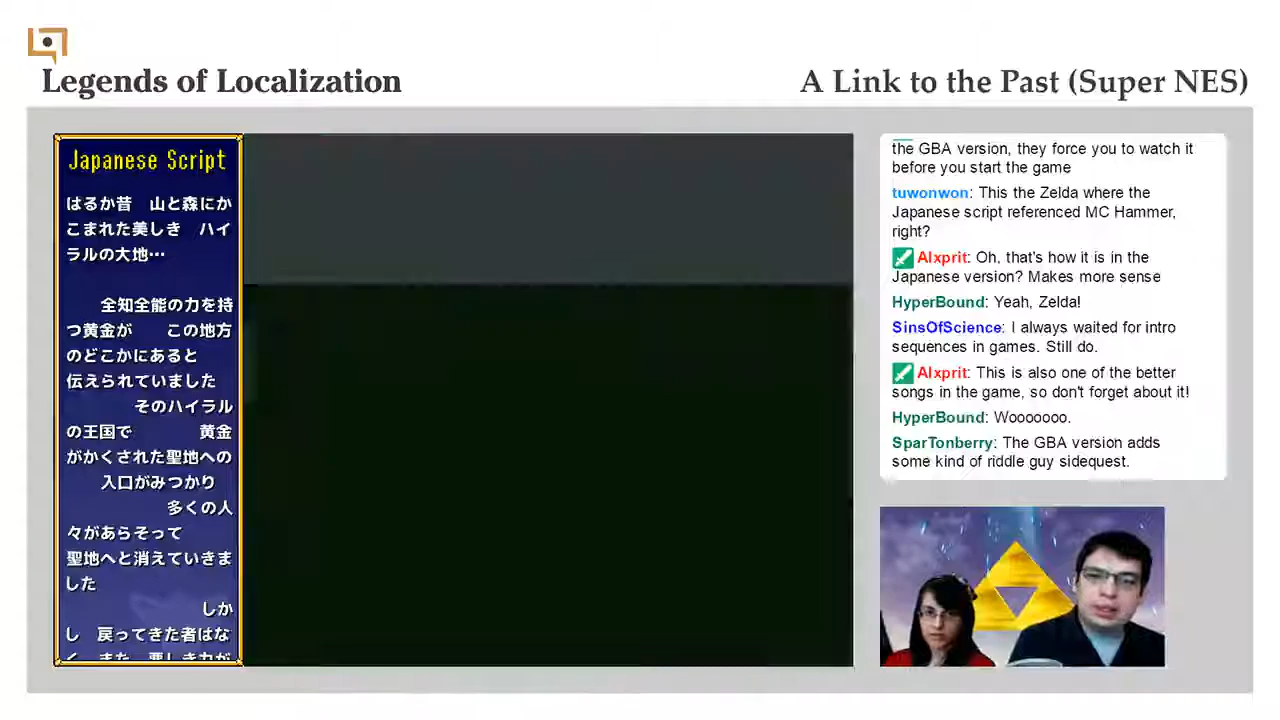 Legends of Localization
A Link to the Past (Super NES)
Japanese Script
はるか昔　山と森にか
こまれた美しき　ハイ
ラルの大地…
全知全能の力を持
つ黄金が　　この地方
のどこかにあると
伝えられていました
そのハイラル
の王国で　　　　黄金
がかくされた聖地への
入口がみつかり
多くの人
々があらそって
聖地へと消えていきま
した
しか
し　戻ってきた者はな
く　また　悪しき力が
the GBA version, they force you to watch it
before you start the game
tuwonwon: This the Zelda where the
Japanese script referenced MC Hammer,
right?
Alxprit: Oh, that's how it is in the
Japanese version? Makes more sense
HyperBound: Yeah, Zelda!
SinsOfScience: I always waited for intro
sequences in games. Still do.
Alxprit: This is also one of the better
songs in the game, so don't forget about it!
HyperBound: Wooooooo.
SparTonberry: The GBA version adds
some kind of riddle guy sidequest.